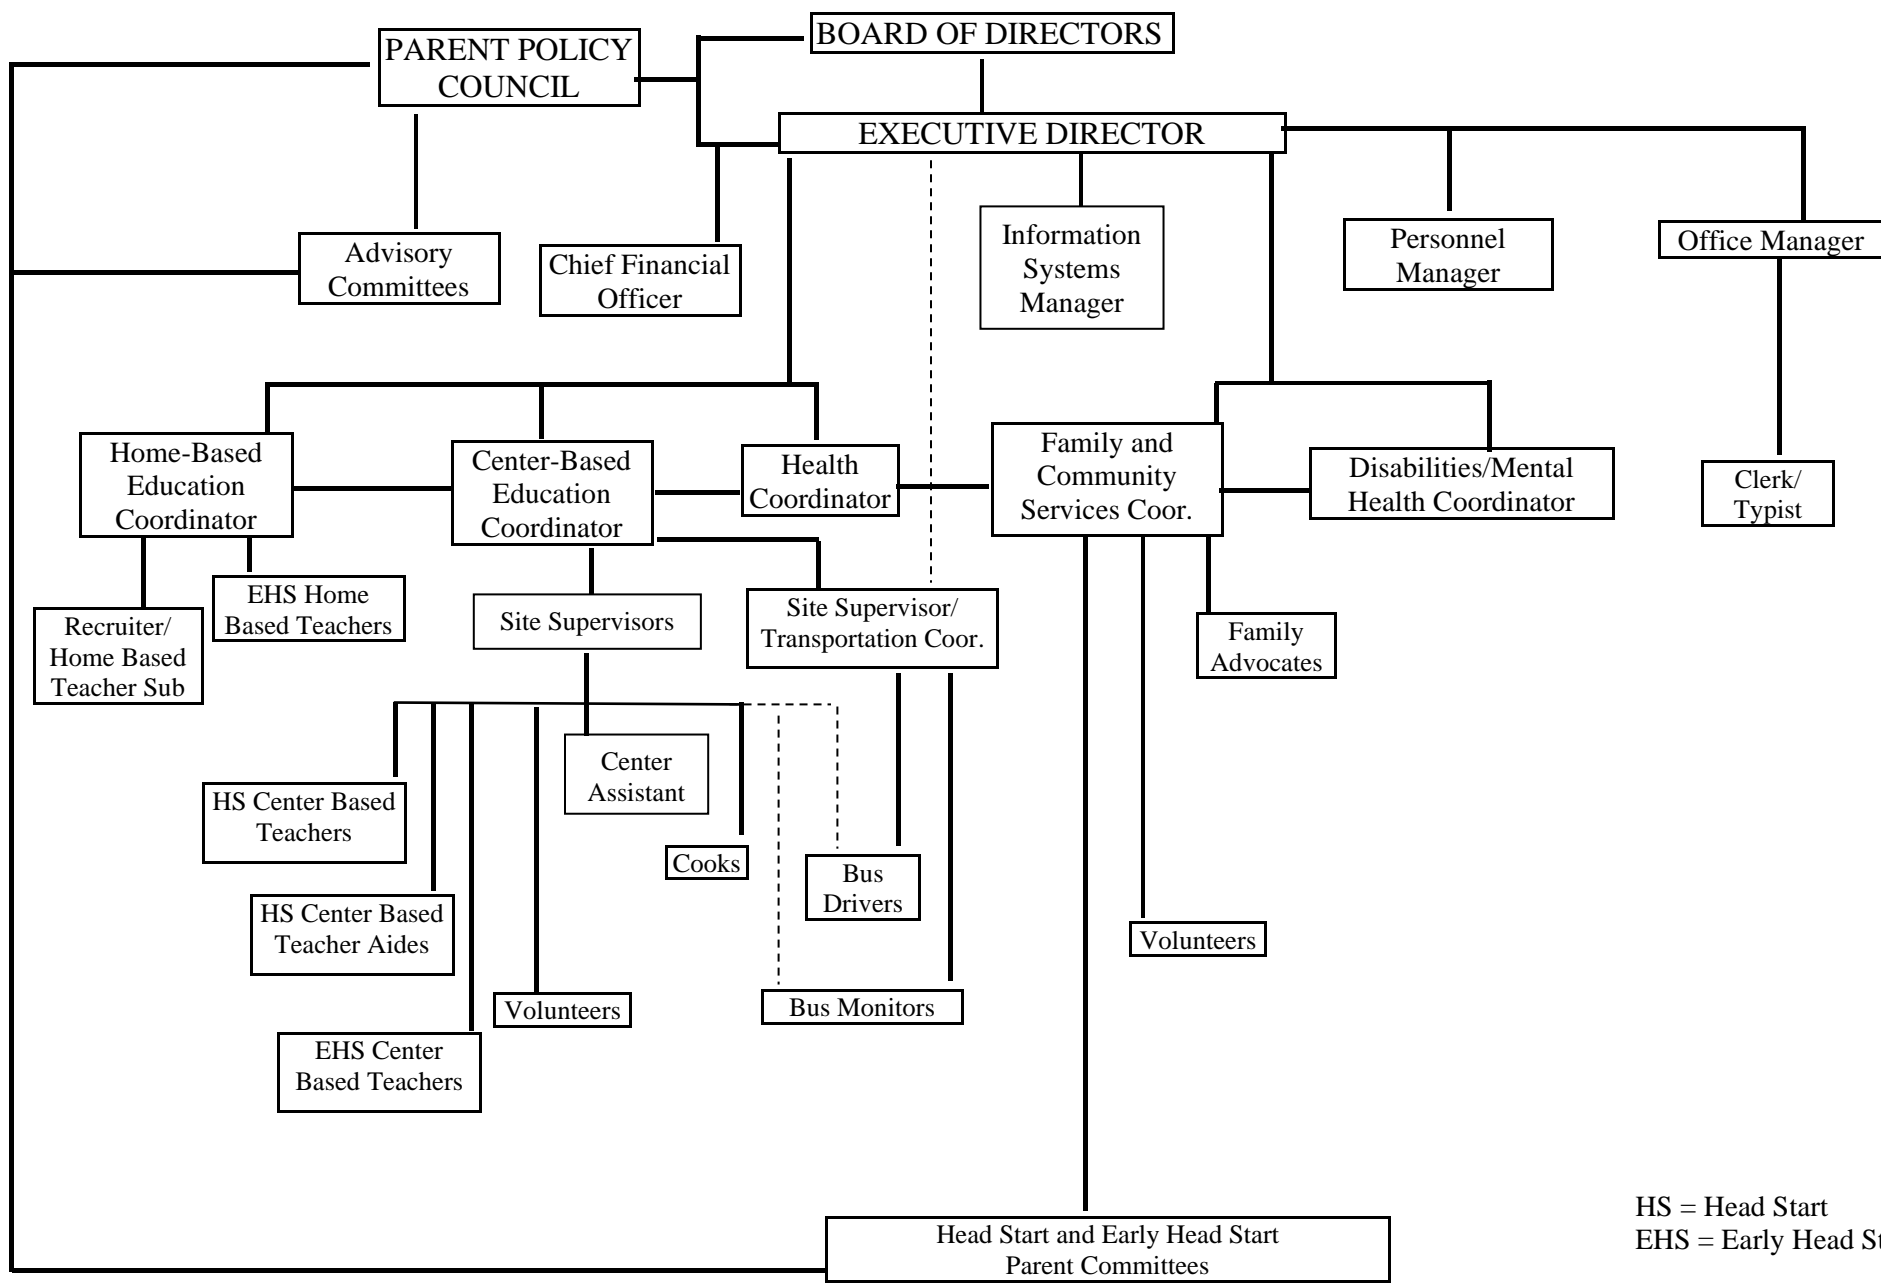 PARENT POLICY
COUNCIL
BOARD OF DIRECTORS
EXECUTIVE DIRECTOR
Advisory
Committees
Chief Financial
Officer
Information
Systems
Manager
Personnel
Manager
Office Manager
Home-Based
Education
Coordinator
Center-Based
Education
Coordinator
Health
Coordinator
Family and
Community
Services Coor.
Disabilities/Mental
Health Coordinator
Clerk/
Typist
Recruiter/
Home Based
Teacher Sub
EHS Home
Based Teachers
Site Supervisors
Site Supervisor/
Transportation Coor.
Family
Advocates
HS Center Based
Teachers
Center
Assistant
Cooks
Bus
Drivers
HS Center Based
Teacher Aides
Volunteers
Volunteers
Bus Monitors
EHS Center
Based Teachers
Head Start and Early Head Start
Parent Committees
HS = Head Start
EHS = Early Head St